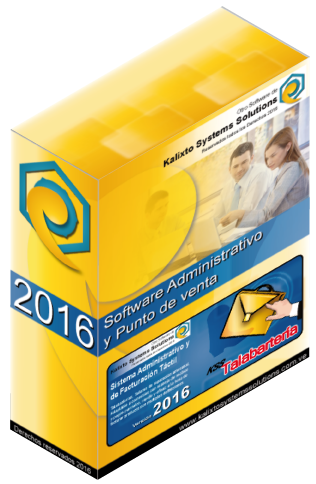 Otro Software de
Kalixto Systems Solutions
Reservados todos los Derechos 2016
2016
Software Administrativo
y Punto de venta
Kalixto Systems Solutions
Sistema Administrativo y
de Facturación Táctil
Versión 2016
KSS Talabartería
www.kalixtosystemssolutions.com.ve
Derechos reservados 2016